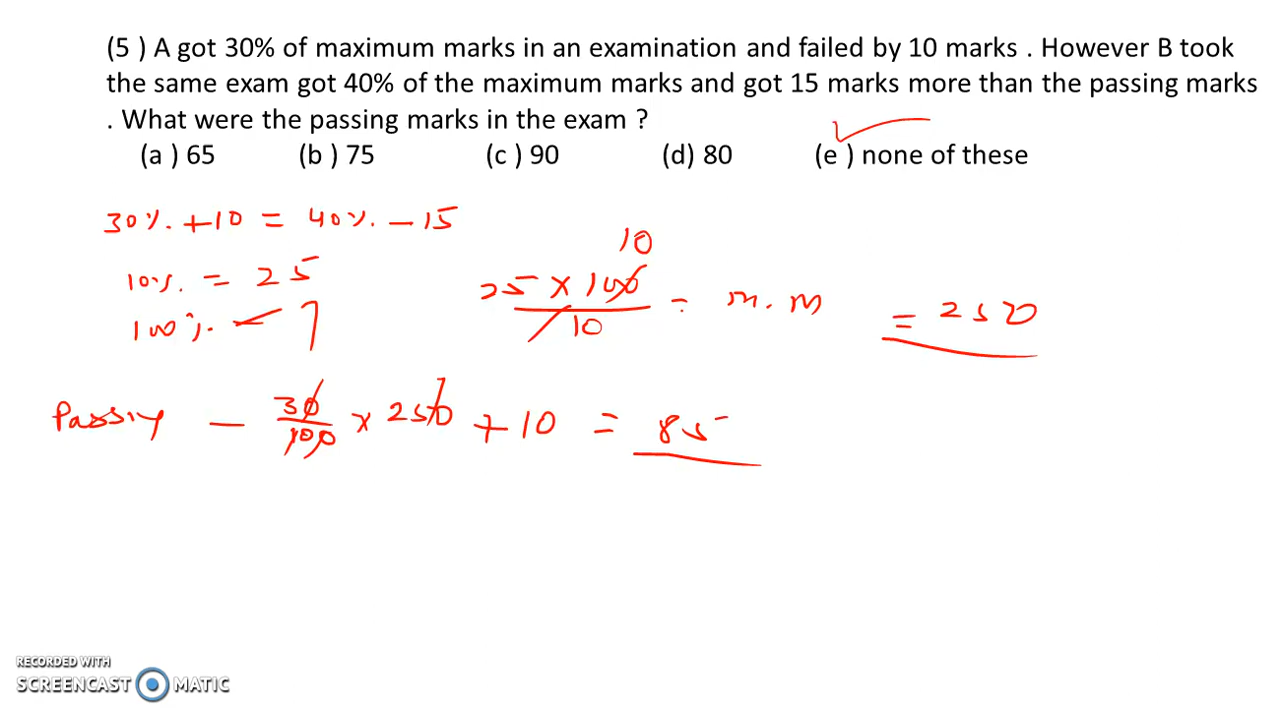 (5 ) A got 30% of maximum marks in an examination and failed by 10 marks . However B took
the same exam got 40% of the maximum marks and got 15 marks more than the passing marks
. What were the passing marks in the exam ?
(a ) 65 (b ) 75 (c ) 90 (d) 80 (e ) none of these
30%. +10 = 40%. - 15
10%. = 25
100%. - ?
25 x 100 10
10
= m.m
= 250
Passing - 30/100 x 250 + 10 = 85
RECORDED WITH
SCREENCAST MATIC